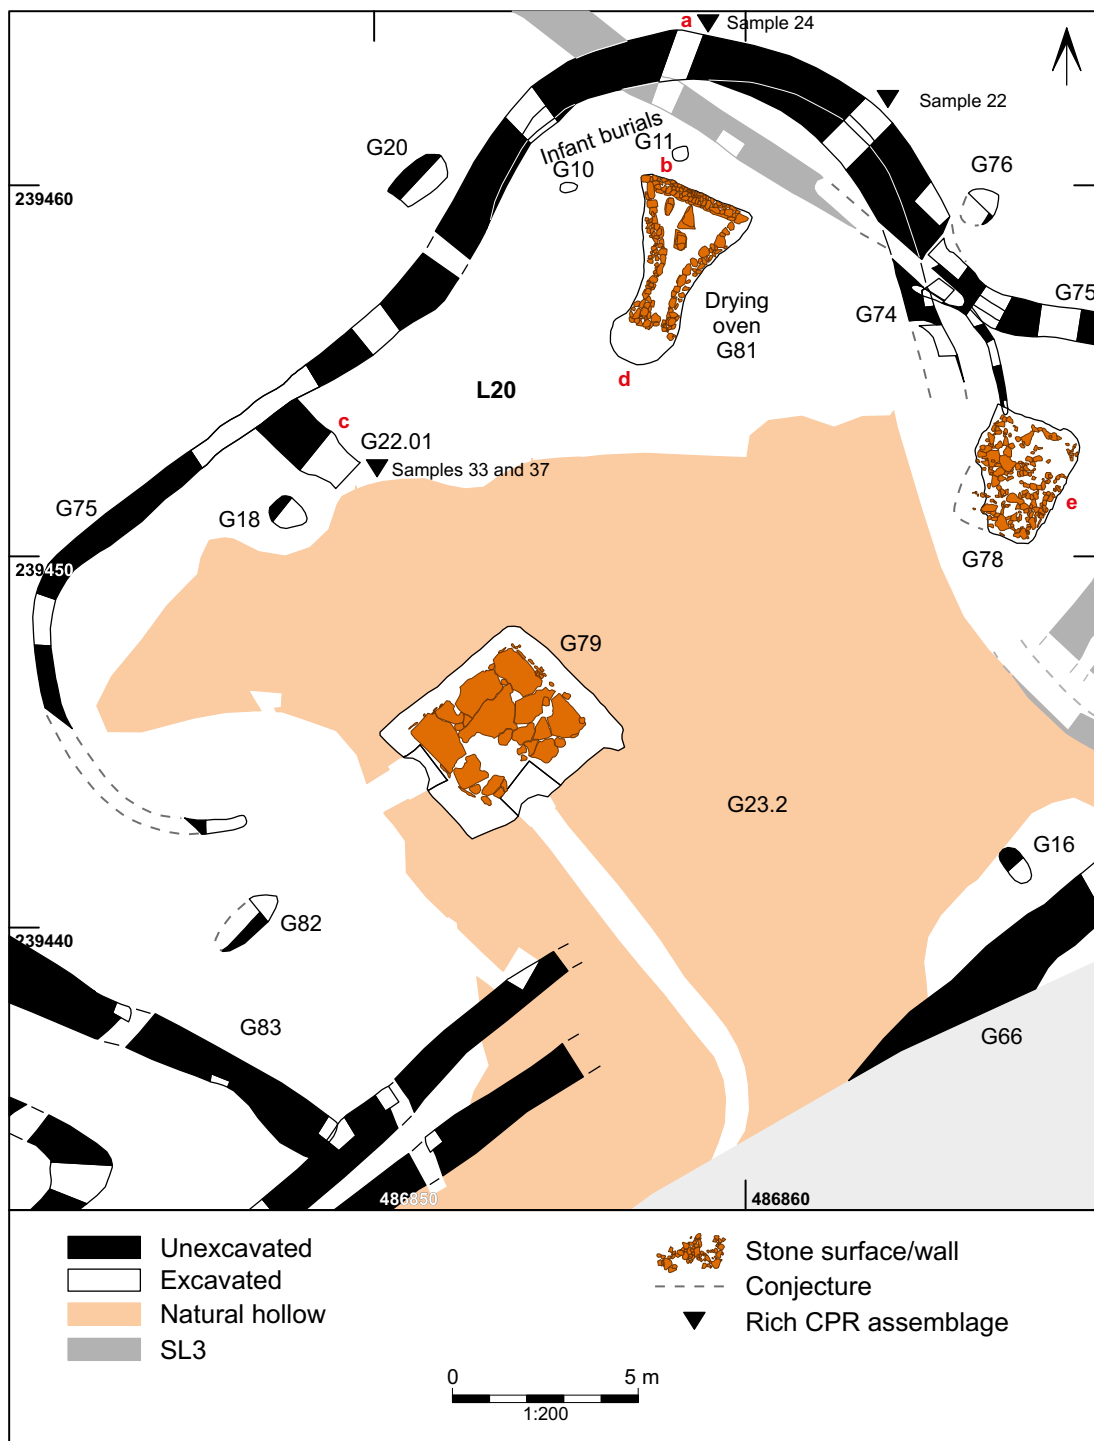 a
Sample 24
Sample 22
Infant burials
G20
G11
G10
b
G76
239460
Drying
oven
G81
G75
G74
d
L20
c
G22.01
Samples 33 and 37
G75
G18
e
G78
239450
G79
G23.2
G16
G82
239440
G83
G66
486850
486860
Unexcavated
Excavated
Natural hollow
SL3
Stone surface/wall
Conjecture
Rich CPR assemblage
0 5 m
1:200